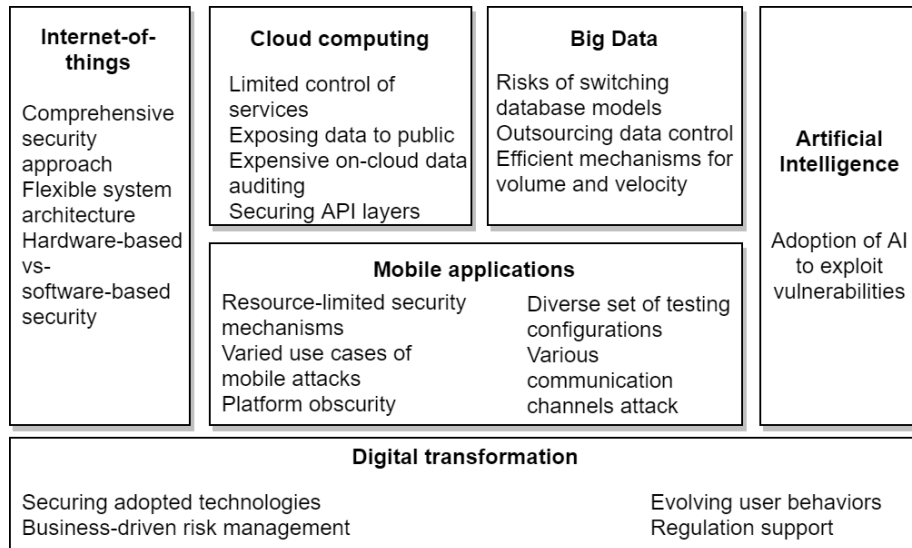 Internet-of-
things
Comprehensive
security
approach
Flexible system
architecture
Hardware-based
vs-
software-based
security
Cloud computing
Limited control of
services
Exposing data to public
Expensive on-cloud data
auditing
Securing API layers
Big Data
Risks of switching
database models
Outsourcing data control
Efficient mechanisms for
volume and velocity
Artificial
Intelligence
Adoption of AI
to exploit
vulnerabilities
Mobile applications
Resource-limited security
mechanisms
Varied use cases of
mobile attacks
Platform obscurity
Diverse set of testing
configurations
Various
communication
channels attack
Digital transformation
Securing adopted technologies
Business-driven risk management
Evolving user behaviors
Regulation support